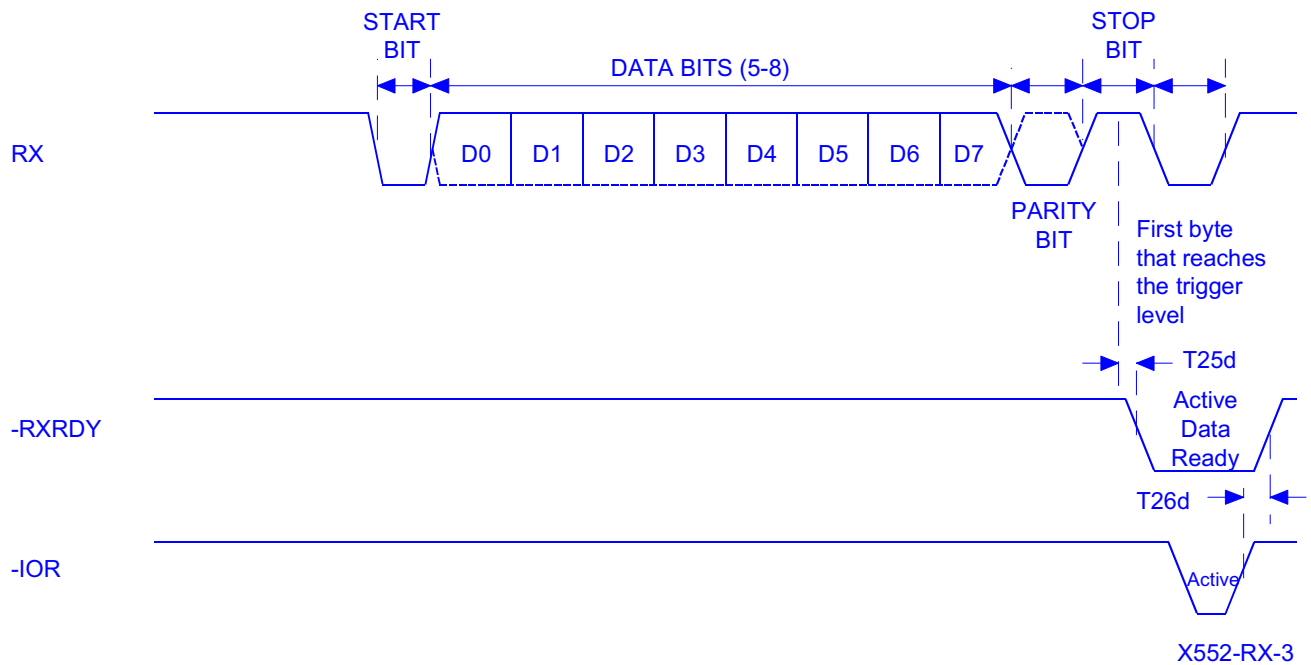 START
BIT
DATA BITS (5-8)
STOP
BIT
RX
D0 D1 D2 D3 D4 D5 D6 D7
PARITY
BIT
First byte
that reaches
the trigger
level
T25d
-RXRDY
Active
Data
Ready
T26d
-IOR
Active
X552-RX-3